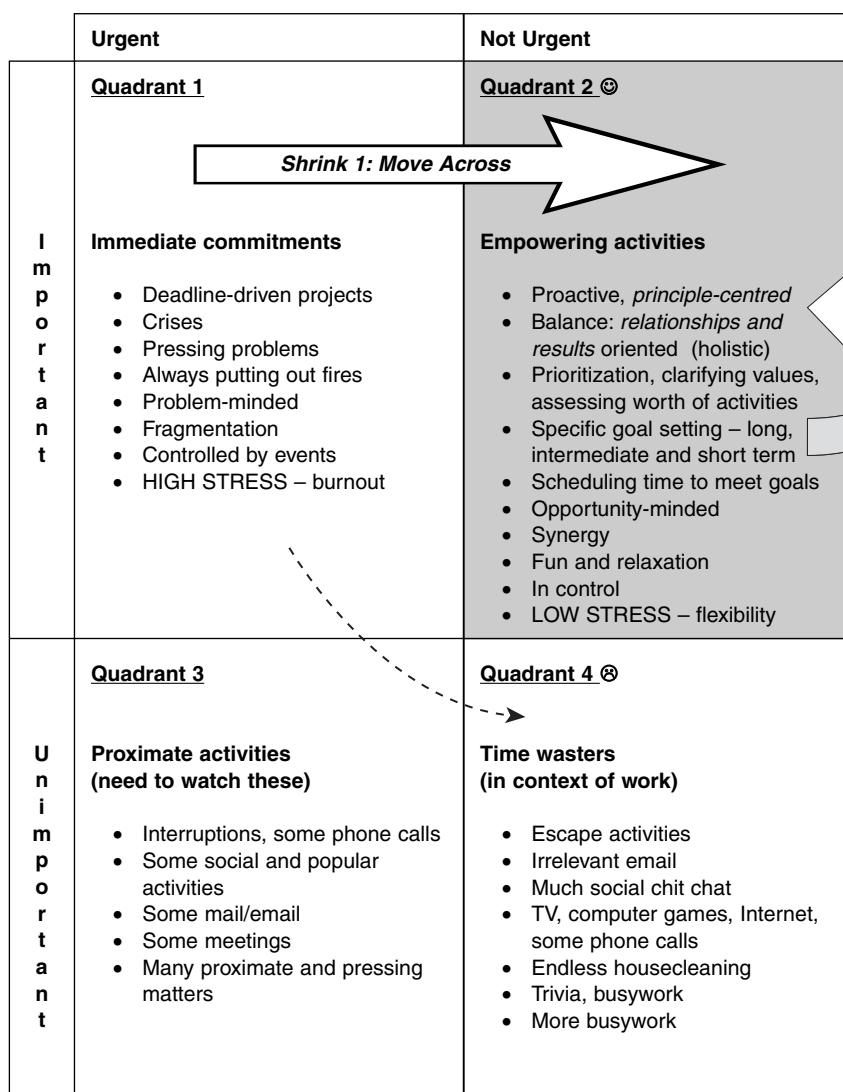 Urgent
Not Urgent
Important
Quadrant 1
Shrink 1: Move Across
Immediate commitments
• Deadline-driven projects
• Crises
• Pressing problems
• Always putting out fires
• Problem-minded
• Fragmentation
• Controlled by events
• HIGH STRESS – burnout
Quadrant 2 ☺
Empowering activities
• Proactive, principle-centred
• Balance: relationships and
results oriented (holistic)
• Prioritization, clarifying values,
assessing worth of activities
• Specific goal setting – long,
intermediate and short term
• Scheduling time to meet goals
• Opportunity-minded
• Synergy
• Fun and relaxation
• In control
• LOW STRESS – flexibility
Unimportant
Quadrant 3
Proximate activities
(need to watch these)
• Interruptions, some phone calls
• Some social and popular
activities
• Some mail/email
• Some meetings
• Many proximate and pressing
matters
Quadrant 4 ☹
Time wasters
(in context of work)
• Escape activities
• Irrelevant email
• Much social chit chat
• TV, computer games, Internet,
some phone calls
• Endless housecleaning
• Trivia, busywork
• More busywork